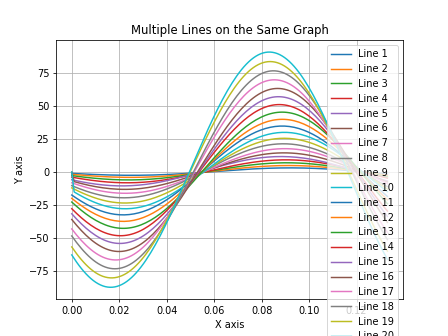 Multiple Lines on the Same Graph
Y axis
75
50
25
0
−25
−50
−75
0.00
0.02
0.04
0.06
0.08
0.10
X axis
Line 1
Line 2
Line 3
Line 4
Line 5
Line 6
Line 7
Line 8
Line 9
Line 10
Line 11
Line 12
Line 13
Line 14
Line 15
Line 16
Line 17
Line 18
Line 19
Line 20